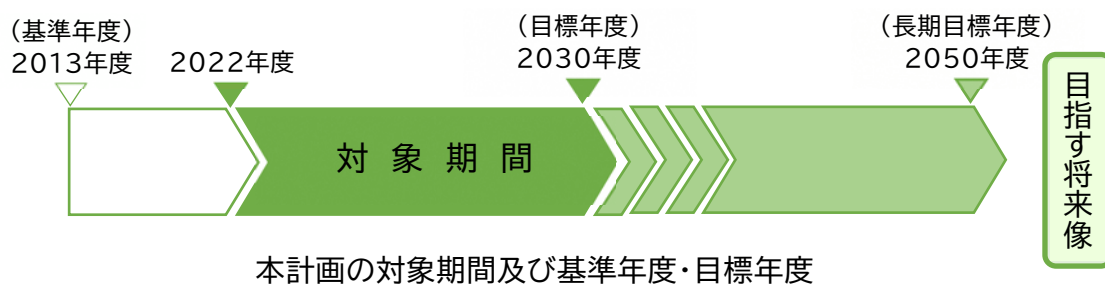 (基準年度)
2013年度
2022年度
(目標年度)
2030年度
(長期目標年度)
2050年度
対象期間
目指す将来像
本計画の対象期間及び基準年度・目標年度